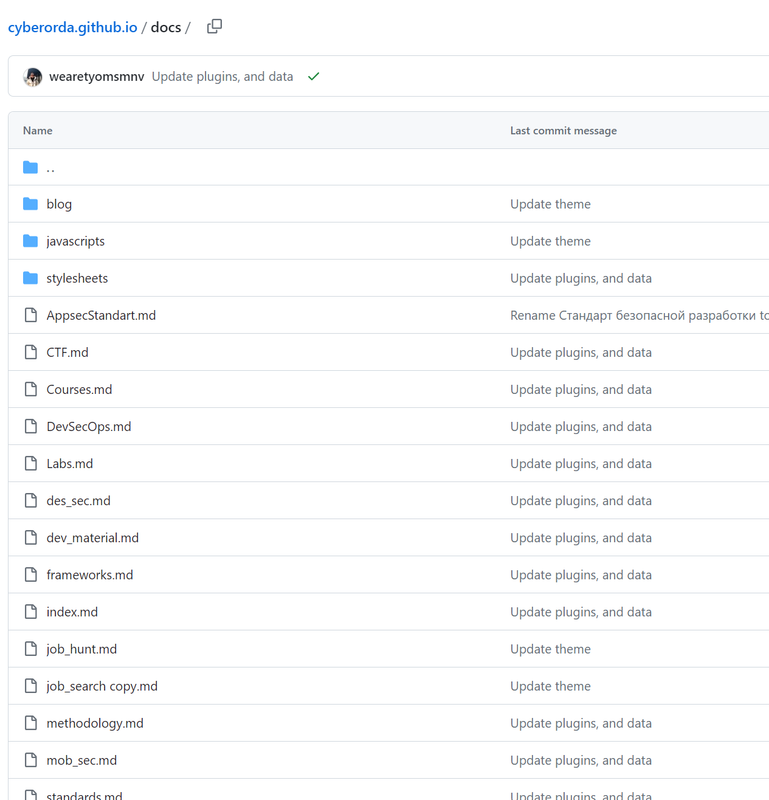 cyberorda.github.io / docs /
wearetyomsmnv Update plugins, and data
Name Last commit message
..
blog Update theme
javascripts Update theme
stylesheets Update plugins, and data
AppsecStandart.md Rename Стандарт безопасной разработки to
CTF.md Update plugins, and data
Courses.md Update plugins, and data
DevSecOps.md Update plugins, and data
Labs.md Update plugins, and data
des_sec.md Update plugins, and data
dev_material.md Update plugins, and data
frameworks.md Update plugins, and data
index.md Update plugins, and data
job_hunt.md Update theme
job_search copy.md Update theme
methodology.md Update plugins, and data
mob_sec.md Update plugins, and data
standards.md Update plugins, and data